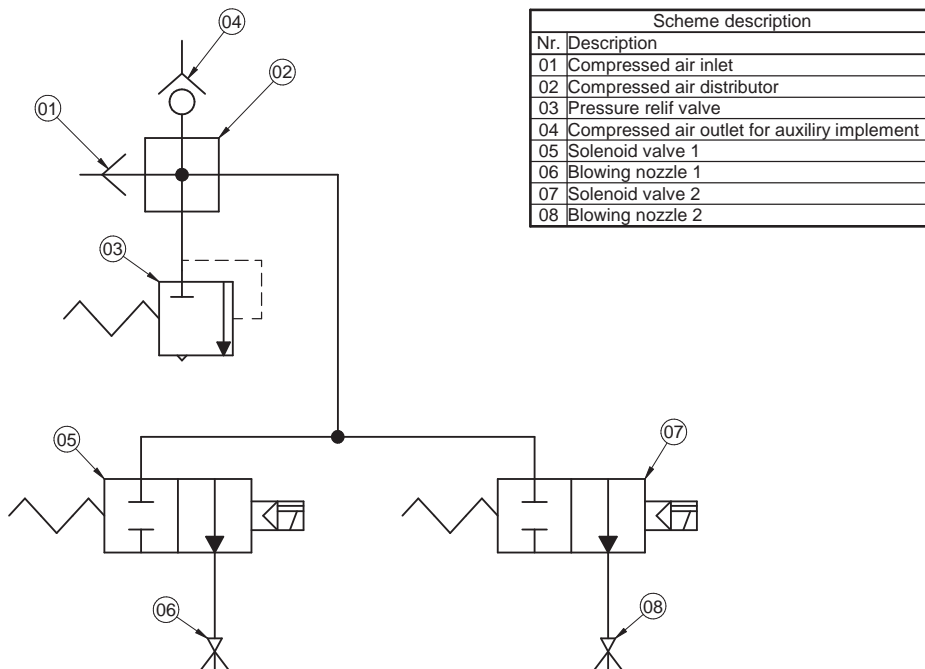 04
02
01
03
05
07
06
08
Scheme description
Nr. Description
01 Compressed air inlet
02 Compressed air distributor
03 Pressure relif valve
04 Compressed air outlet for auxiliry implement
05 Solenoid valve 1
06 Blowing nozzle 1
07 Solenoid valve 2
08 Blowing nozzle 2